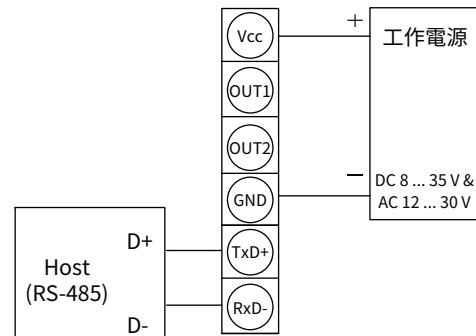 Vcc
+
工作電源
OUT1
OUT2
GND
−
DC 8 ... 35 V &
AC 12 ... 30 V
D+
TxD+
Host
(RS-485)
RxD-
D-